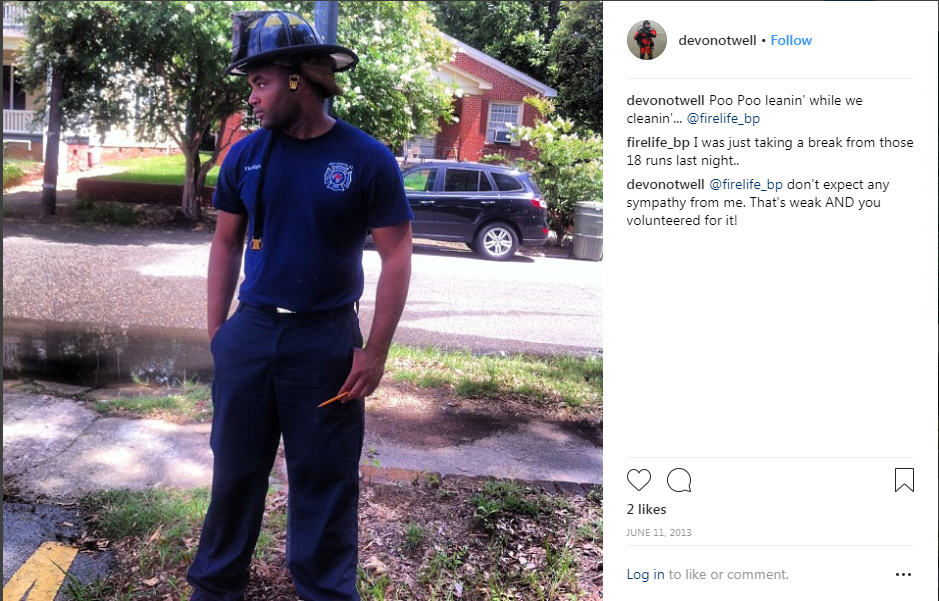 devonotwell • Follow
devonotwell Poo Poo leanin' while we
cleanin'... @firelife_bp
firelife_bp I was just taking a break from those
18 runs last night..
devonotwell @firelife_bp don't expect any
sympathy from me. That's weak AND you
volunteered for it!
2 likes
JUNE 11, 2013
Log in to like or comment.